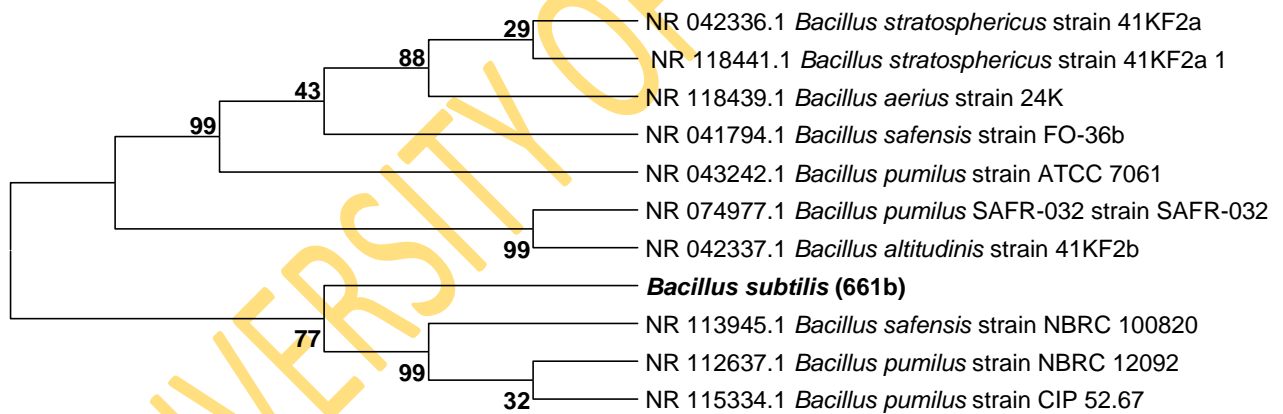 29
NR 042336.1 Bacillus stratosphericus strain 41KF2a
88
NR 118441.1 Bacillus stratosphericus strain 41KF2a 1
43
NR 118439.1 Bacillus aerius strain 24K
99
NR 041794.1 Bacillus safensis strain FO-36b
NR 043242.1 Bacillus pumilus strain ATCC 7061
NR 074977.1 Bacillus pumilus SAFR-032 strain SAFR-032
99
NR 042337.1 Bacillus altitudinis strain 41KF2b
Bacillus subtilis (661b)
77
NR 113945.1 Bacillus safensis strain NBRC 100820
99
NR 112637.1 Bacillus pumilus strain NBRC 12092
32
NR 115334.1 Bacillus pumilus strain CIP 52.67
UNIVERSITY OF